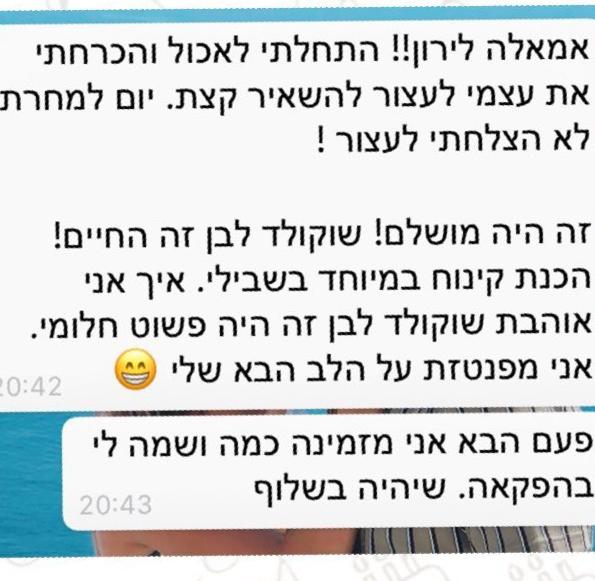 אמאלה לירון!! התחלתי לאכול והכרחתי
את עצמי לעצור להשאיר קצת. יום למחרת
לא הצלחתי לעצור !
זה היה מושלם! שוקולד לבן זה החיים!
הכנת קינוח במיוחד בשבילי. איך אני
אוהבת שוקולד לבן זה היה פשוט חלומי.
אני מפנטזת על הלב הבא שלי 😁
20:42
פעם הבא אני מזמינה כמה ושמה לי
בהפקאה. שיהיה בשלוף
20:43